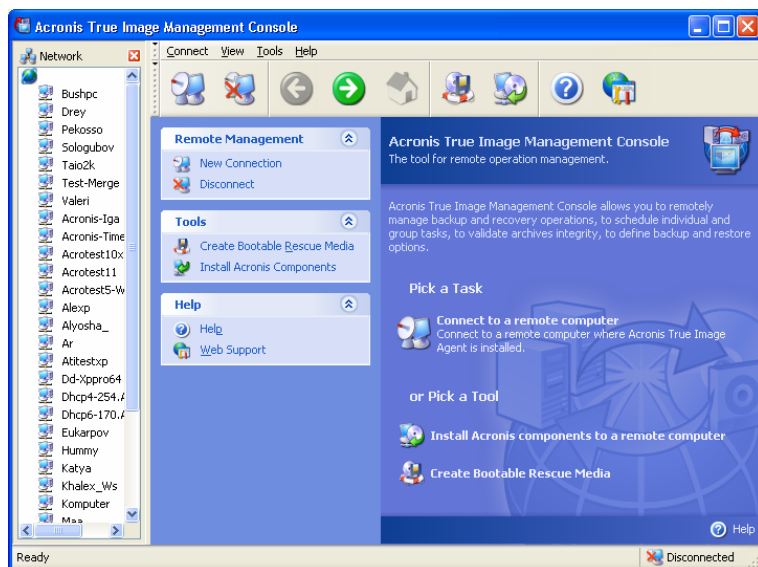 Acronis True Image Management Console
Network
Connect View Tools Help
Bushpc
Drey
Pekosso
Sologubov
Taio2k
Test-Merge
Valeri
Acronis-Iga
Acronis-Time
Acrotest10x
Acrotest11
Acrotest5-W
Alexp
Alyosha_
Ar
Atitestxp
Dd-Xppro64
Dhcp4-254.A
Dhcp6-170.A
Eukarpov
Hummy
Katya
Khalex_Ws
Komputer
Maa
Remote Management
New Connection
Disconnect
Tools
Create Bootable Rescue Media
Install Acronis Components
Help
Help
Web Support
Acronis True Image Management Console
The tool for remote operation management.
Acronis True Image Management Console allows you to remotely
manage backup and recovery operations, to schedule individual and
group tasks, to validate archives integrity, to define backup and restore
options.
Pick a Task
Connect to a remote computer
Connect to a remote computer where Acronis True Image
Agent is installed.
or Pick a Tool
Install Acronis components to a remote computer
Create Bootable Rescue Media
Help
Ready
Disconnected